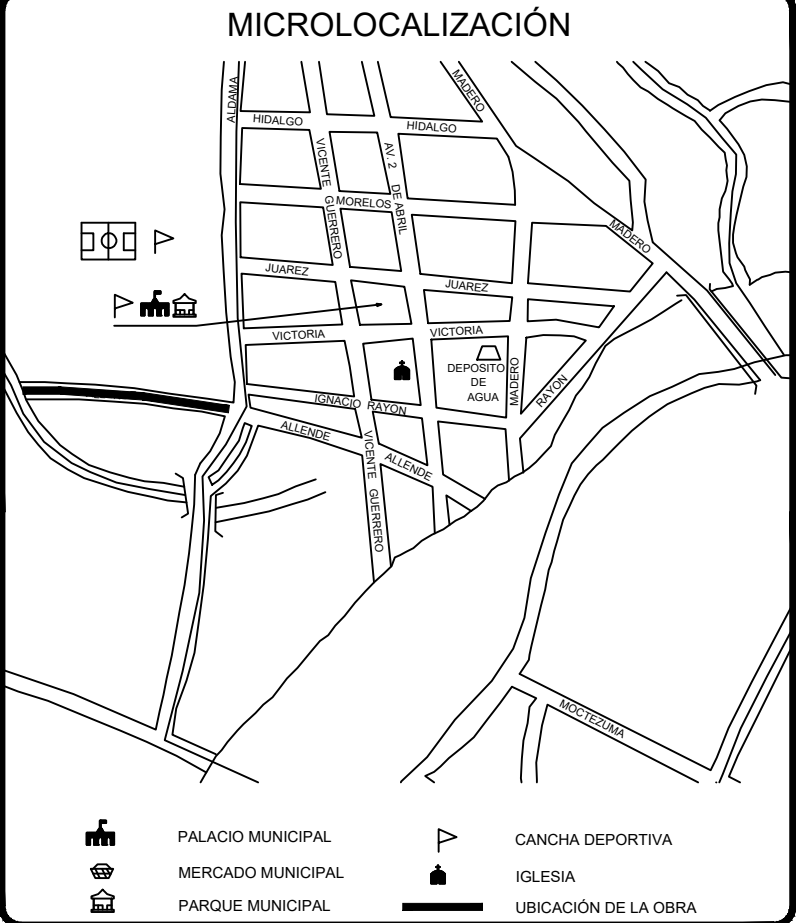 MICROLOCALIZACIÓN
MADERO
ALDAMA
HIDALGO
HIDALGO
VICENTE
GUERRERO
AV. 2
DE ABRIL
MORELOS
MADERO
JUAREZ
JUAREZ
VICTORIA
VICTORIA
DEPOSITO
DE
AGUA
MADERO
RAYON
IGNACIO RAYON
ALLENDE
ALLENDE
VICENTE
GUERRERO
MOCTEZUMA
PALACIO MUNICIPAL
CANCHA DEPORTIVA
MERCADO MUNICIPAL
IGLESIA
PARQUE MUNICIPAL
UBICACIÓN DE LA OBRA